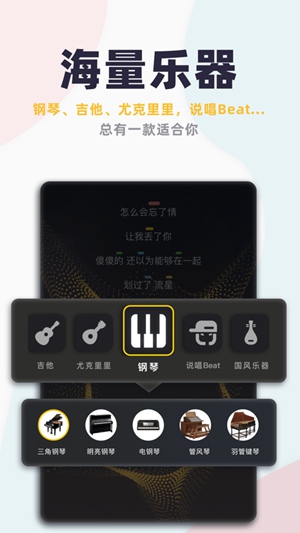 海量乐器
钢琴、吉他、尤克里里，说唱Beat...
总有一款适合你
怎么会忘了情
让我丢了你
傻傻的 还以为能够在一起
划过了 流星
吉他 尤克里里 钢琴 说唱Beat 国风乐器
三角钢琴 明亮钢琴 电钢琴 管风琴 羽管键琴